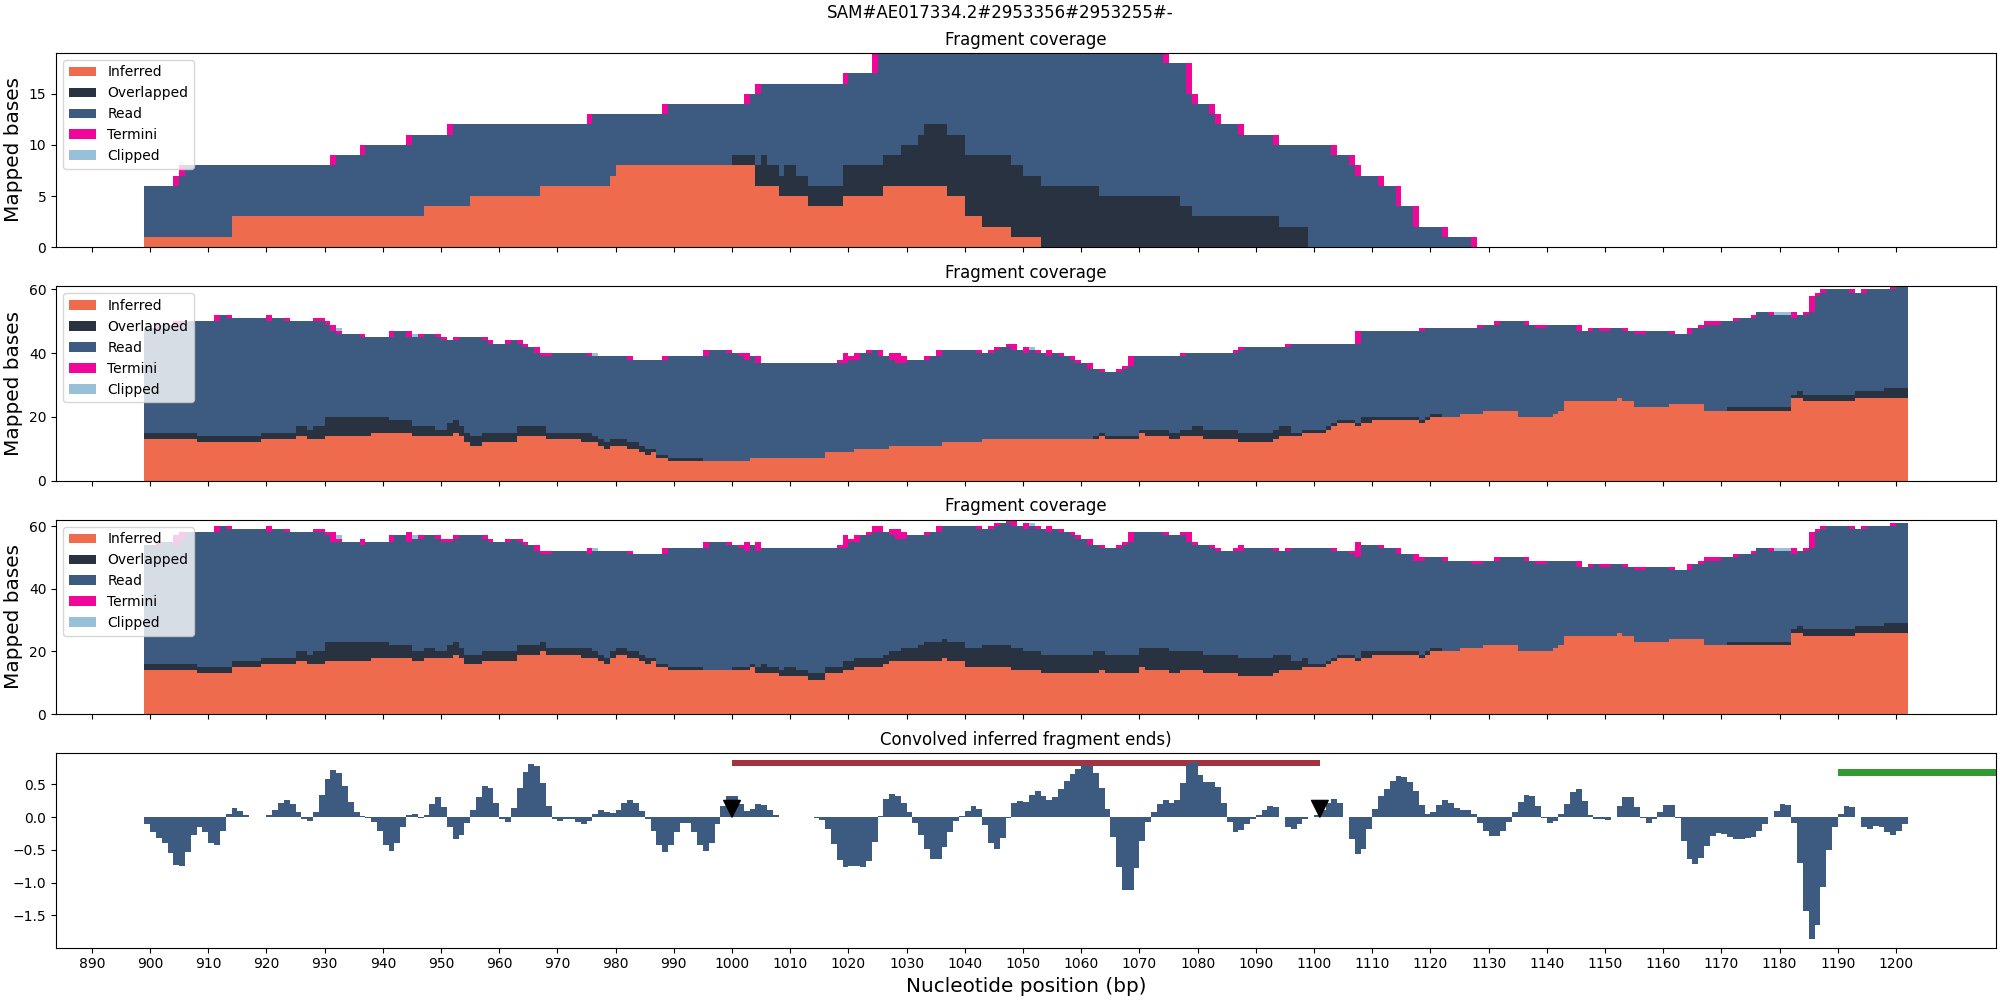 SAM#AE017334.2#2953356#2953255#-
Fragment coverage
Mapped bases
15
10
5
0
Inferred
Overlapped
Read
Termini
Clipped
Fragment coverage
Mapped bases
60
40
20
0
Inferred
Overlapped
Read
Termini
Clipped
Fragment coverage
Mapped bases
60
40
20
0
Inferred
Overlapped
Read
Termini
Clipped
Convolved inferred fragment ends)
0.5
0.0
−0.5
−1.0
−1.5
890 900 910 920 930 940 950 960 970 980 990 1000 1010 1020 1030 1040 1050 1060 1070 1080 1090 1100 1110 1120 1130 1140 1150 1160 1170 1180 1190 1200
Nucleotide position (bp)